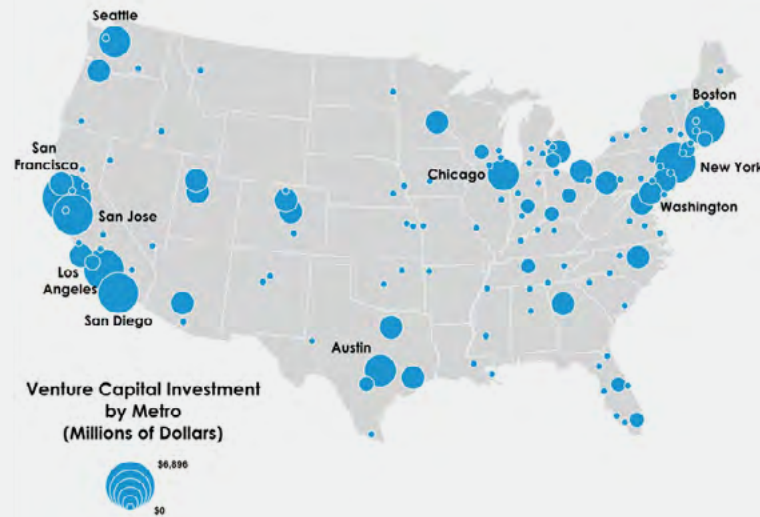 Seattle
Boston
San
Francisco
Chicago
New York
San Jose
Washington
Los
Angeles
San Diego
Austin
Venture Capital Investment
by Metro
(Millions of Dollars)
$6,896
$0